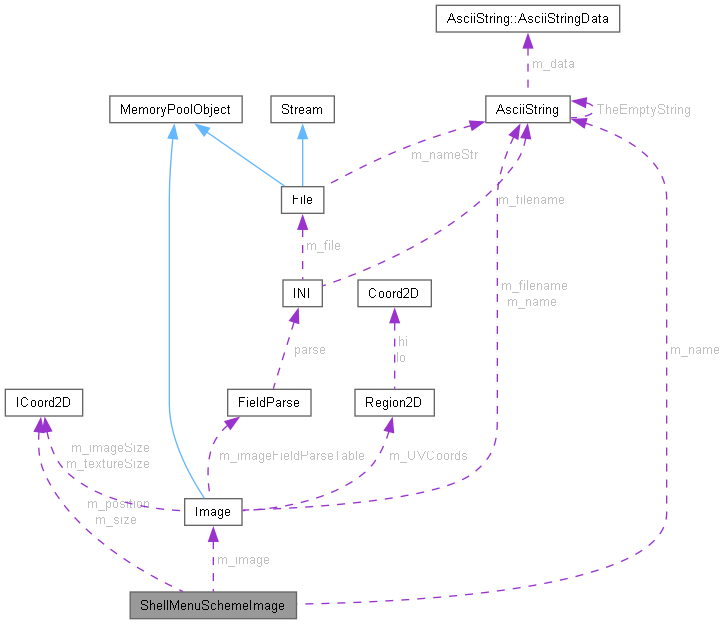 AsciiString::AsciiStringData
m_data
MemoryPoolObject
Stream
AsciiString
TheEmptyString
m_nameStr
File
m_filename
m_file
INI
Coord2D
m_filename
m_name
hi
lo
parse
m_name
ICoord2D
FieldParse
Region2D
m_imageSize
m_textureSize
m_imageFieldParseTable
m_UVCoords
m_position
m_size
Image
m_image
ShellMenuSchemeImage